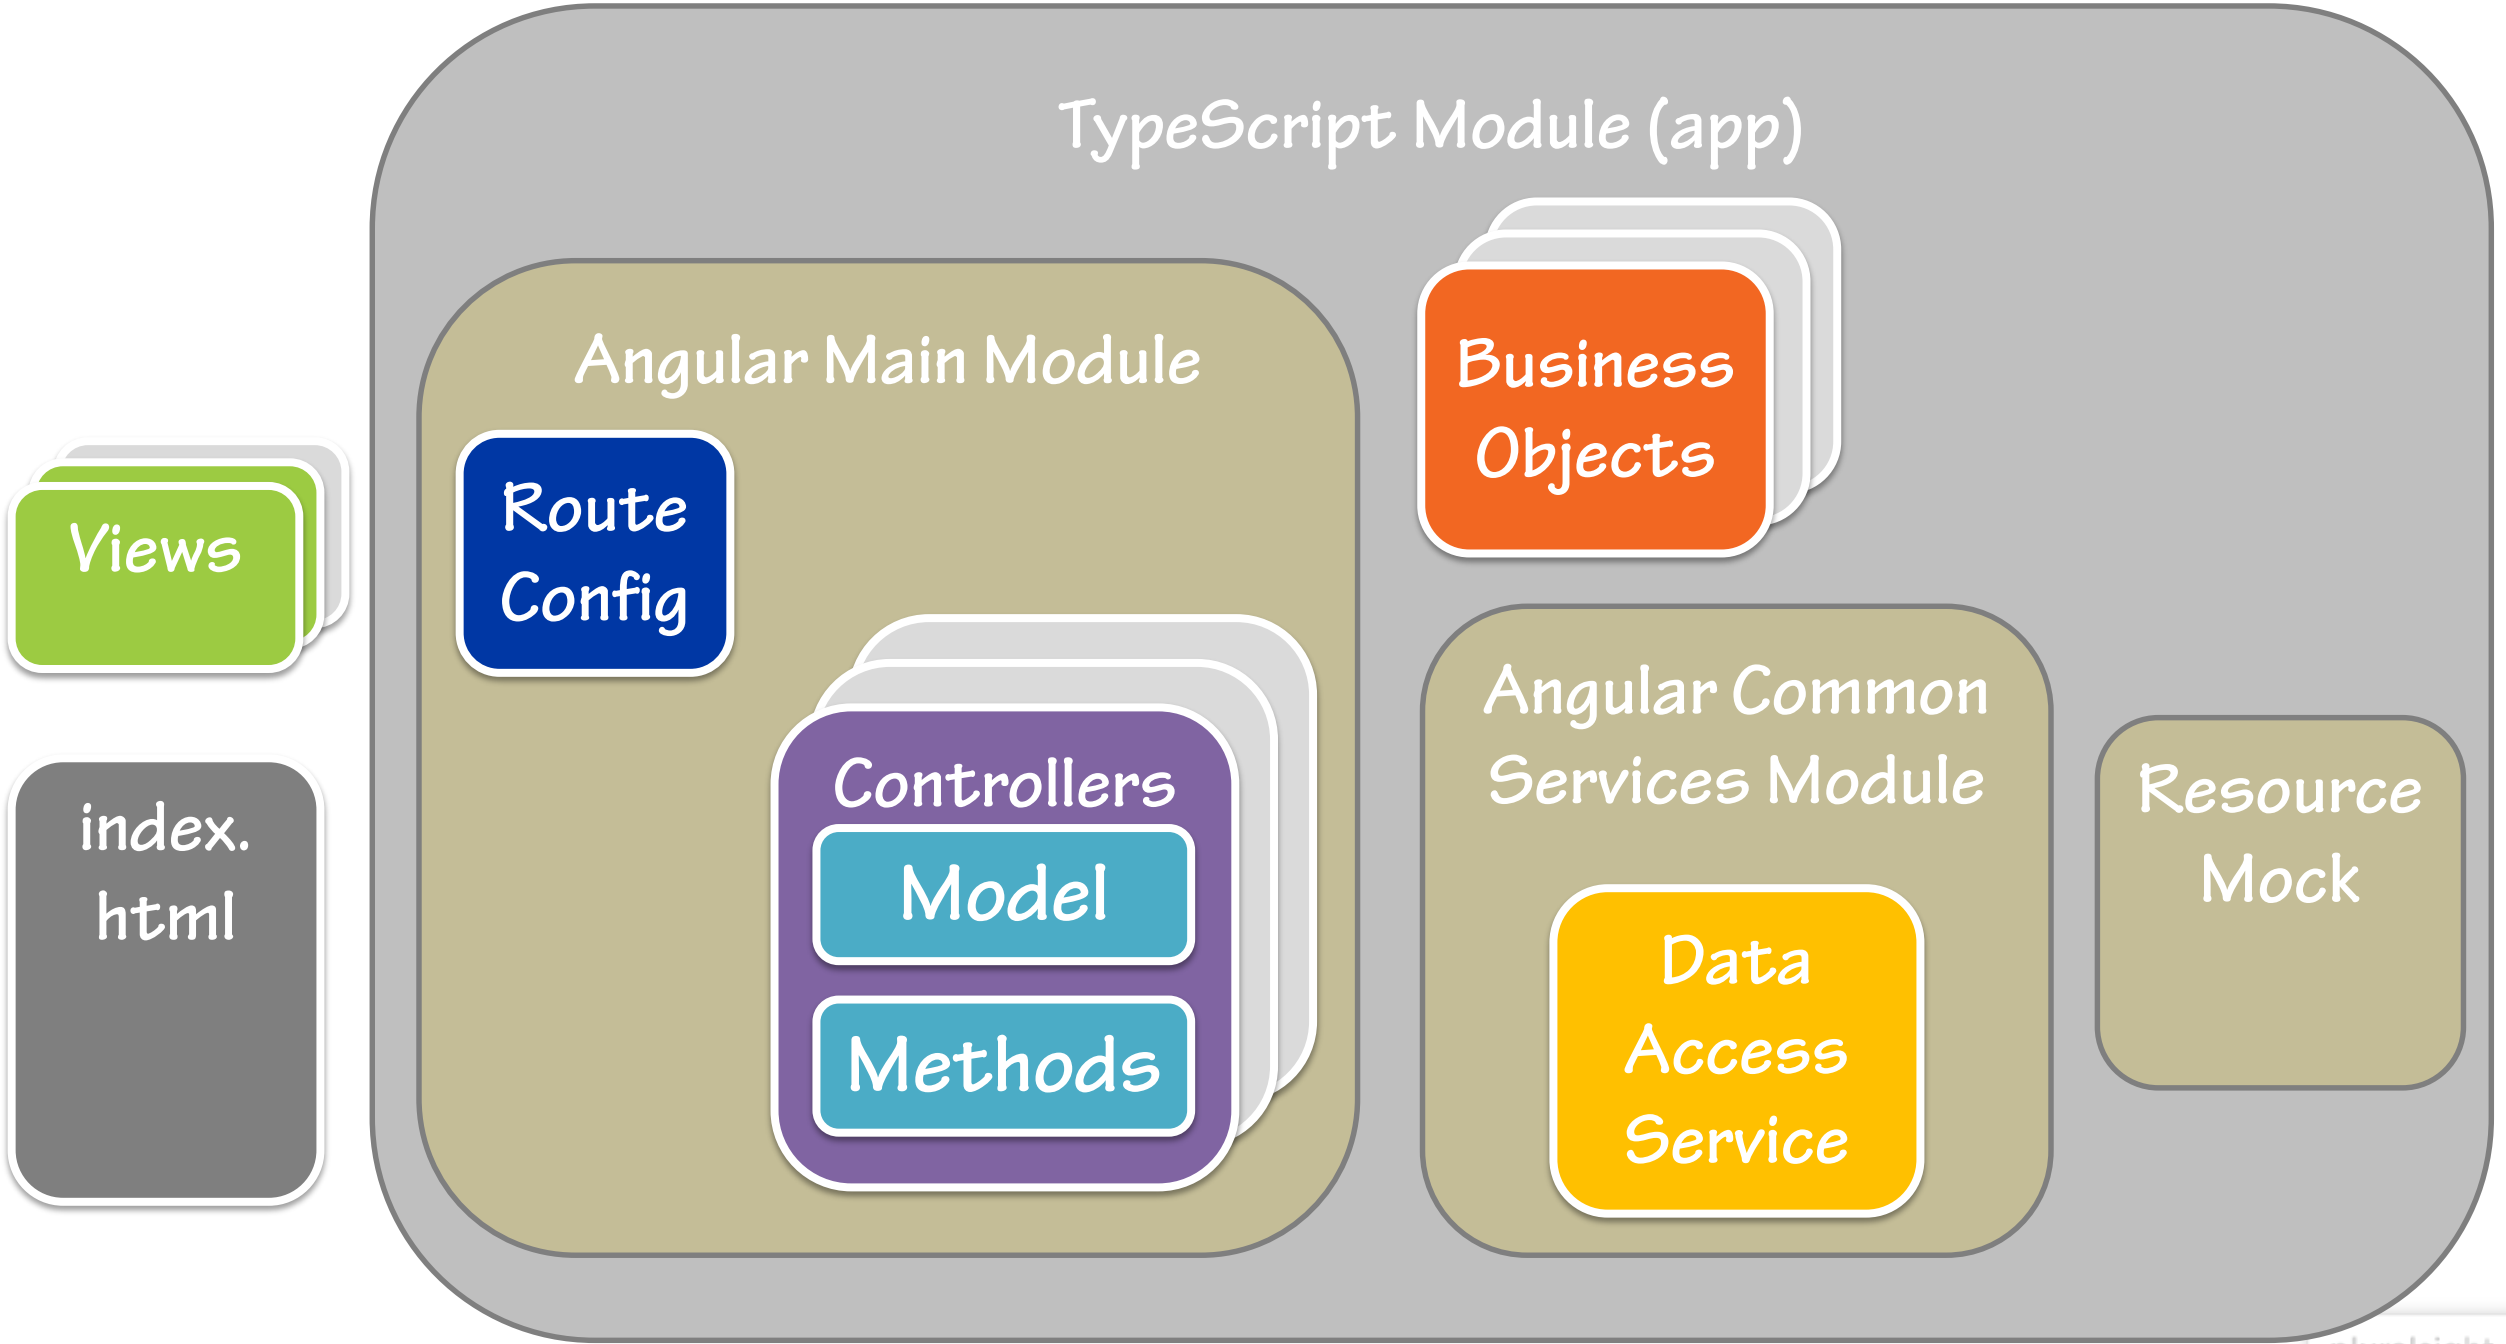 TypeScript Module (app)
Angular Main Module
Route
Config
Controllers
Model
Methods
Business
Objects
Angular Common
Services Module
Data
Access
Service
Resource
Mock
Views
index.
html